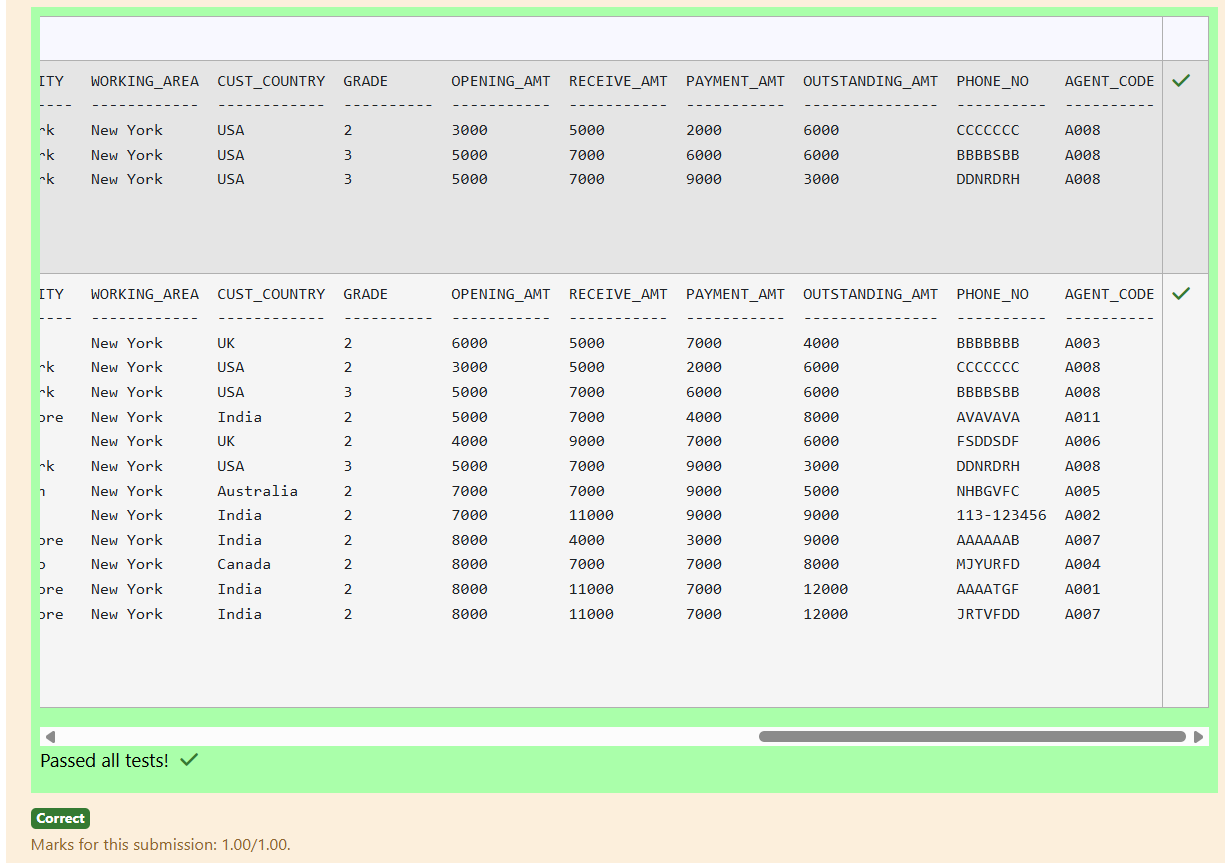 ITY WORKING_AREA CUST_COUNTRY GRADE OPENING_AMT RECEIVE_AMT PAYMENT_AMT OUTSTANDING_AMT PHONE_NO AGENT_CODE
---- ------------ ------------ ---------- ----------- ----------- ----------- --------------- ---------- ----------
rk New York USA 2 3000 5000 2000 6000 CCCCCCC A008
rk New York USA 3 5000 7000 6000 6000 BBBBSBB A008
rk New York USA 3 5000 7000 9000 3000 DDNRDRH A008
ITY WORKING_AREA CUST_COUNTRY GRADE OPENING_AMT RECEIVE_AMT PAYMENT_AMT OUTSTANDING_AMT PHONE_NO AGENT_CODE
---- ------------ ------------ ---------- ----------- ----------- ----------- --------------- ---------- ----------
New York UK 2 6000 5000 7000 4000 BBBBBBB A003
rk New York USA 2 3000 5000 2000 6000 CCCCCCC A008
rk New York USA 3 5000 7000 6000 6000 BBBBSBB A008
ore New York India 2 5000 7000 4000 8000 AVAVAVA A011
New York UK 2 4000 9000 7000 6000 FSDDSDF A006
rk New York USA 3 5000 7000 9000 3000 DDNRDRH A008
n New York Australia 2 7000 7000 9000 5000 NHBGVFC A005
New York India 2 7000 11000 9000 9000 113-123456 A002
ore New York India 2 8000 4000 3000 9000 AAAAAAB A007
o New York Canada 2 8000 7000 7000 8000 MJYURFD A004
ore New York India 2 8000 11000 7000 12000 AAAATGF A001
ore New York India 2 8000 11000 7000 12000 JRTVFDD A007
Passed all tests!
Correct
Marks for this submission: 1.00/1.00.